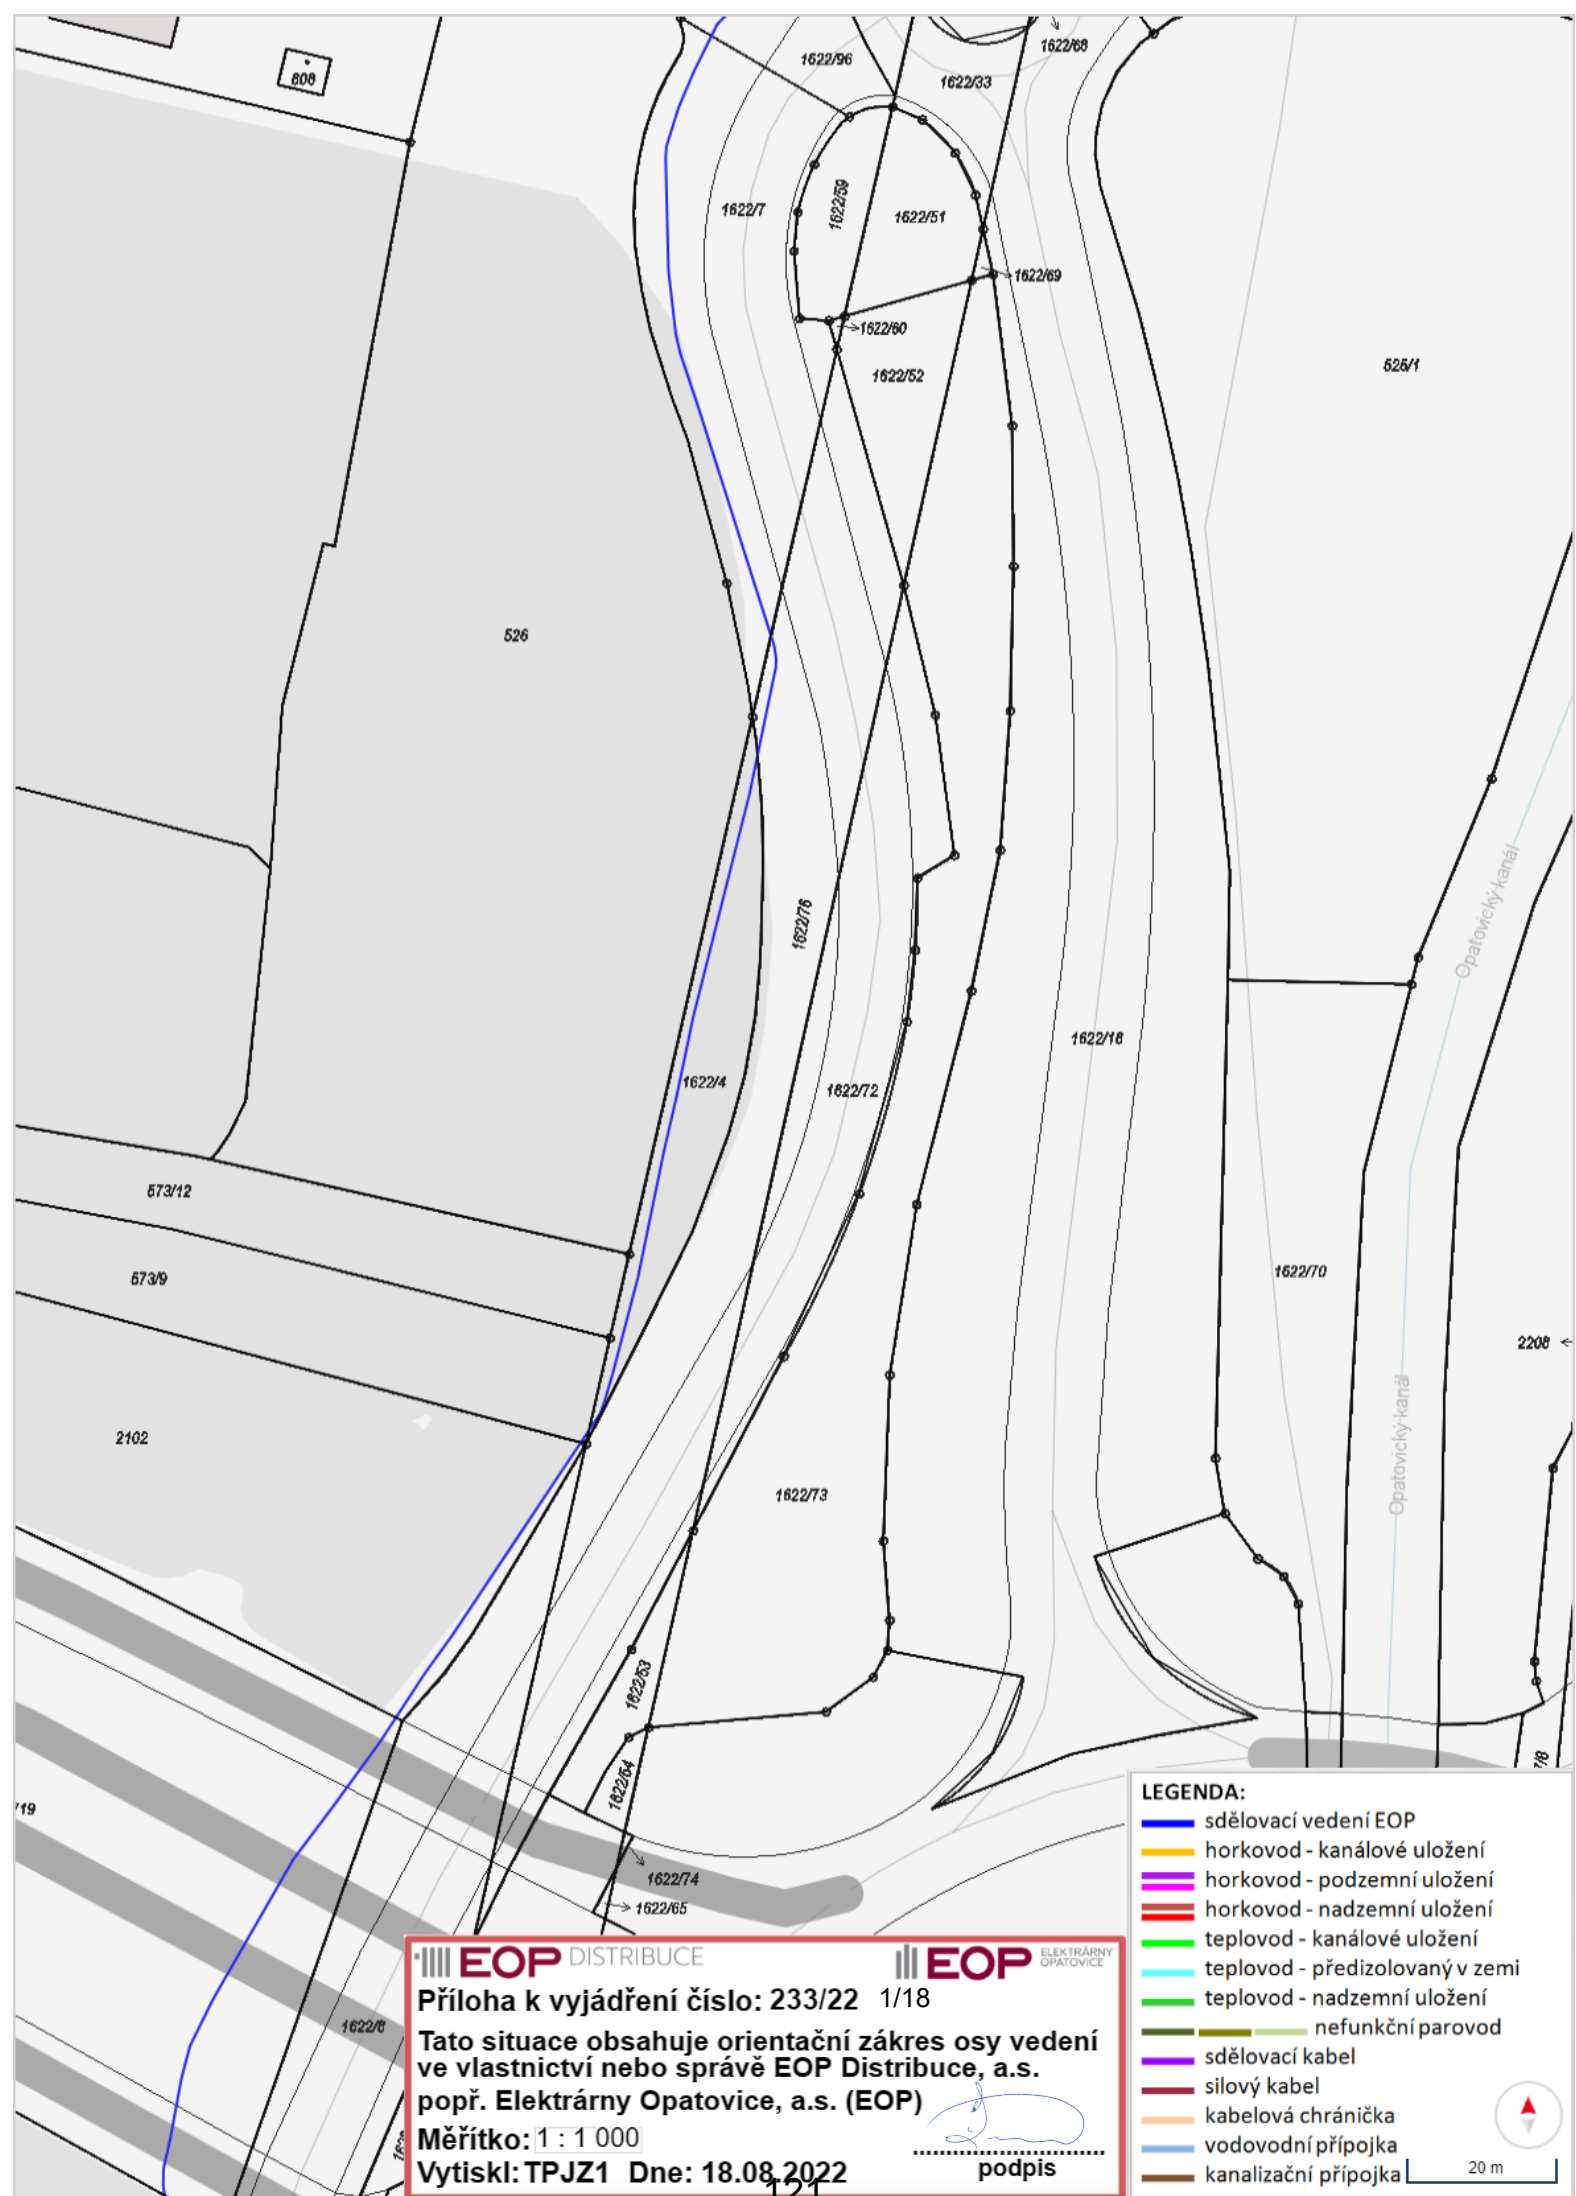 1622/96
1622/68
1622/33
808
1622/7
1622/59
1622/51
1622/69
1622/60
1622/52
525/1
526
Opatovický kanál
1622/76
1622/16
1622/4
1622/72
573/12
573/9
1622/70
2208
Opatovický kanál
2102
1622/73
1622/53
1622/54
1622/74
1622/65
1622/8
LEGENDA:
sdělovací vedení EOP
horkovod - kanálové uložení
horkovod - podzemní uložení
horkovod - nadzemní uložení
teplovod - kanálové uložení
teplovod - předizolovaný v zemi
teplovod - nadzemní uložení
nefunkční parovod
sdělovací kabel
silový kabel
kabelová chránička
vodovodní přípojka
kanalizační přípojka
20 m
EOP DISTRIBUCE
EOP ELEKTRÁRNY OPATOVICE
Příloha k vyjádření číslo: 233/22 1/18
Tato situace obsahuje orientační zákres osy vedení
ve vlastnictví nebo správě EOP Distribuce, a.s.
popř. Elektrárny Opatovice, a.s. (EOP)
Měřítko: 1 : 1 000
Vytiskl: TPJZ1 Dne: 18.08.2022
podpis
121